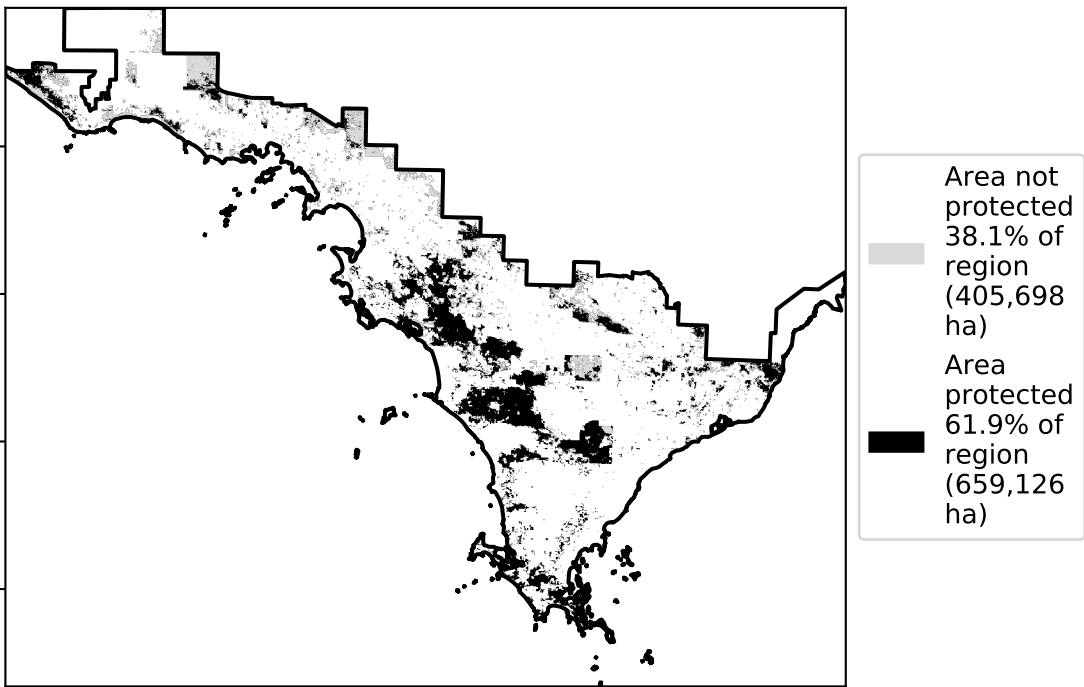 Area not
protected
38.1% of
region
(405,698
ha)
Area
protected
61.9% of
region
(659,126
ha)